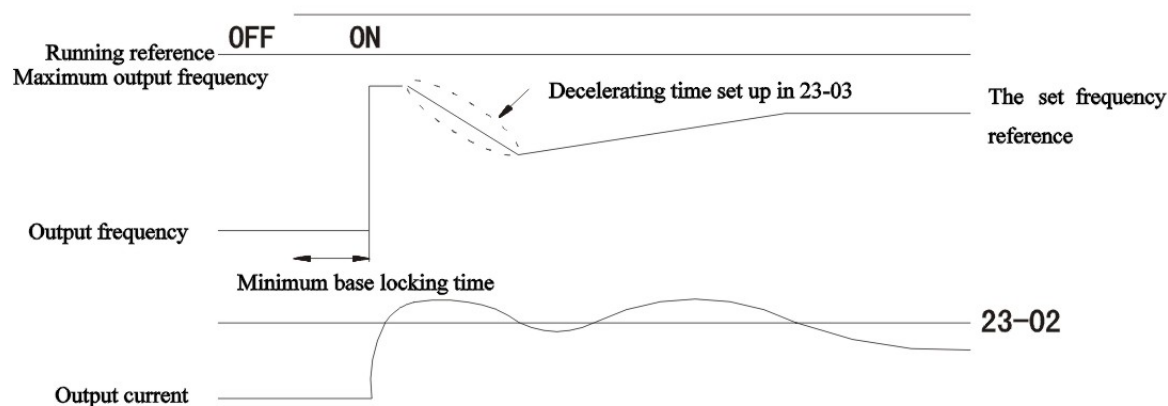 OFF ON
Running reference
Maximum output frequency
Decelerating time set up in 23-03
The set frequency
reference
Output frequency
Minimum base locking time
23-02
Output current